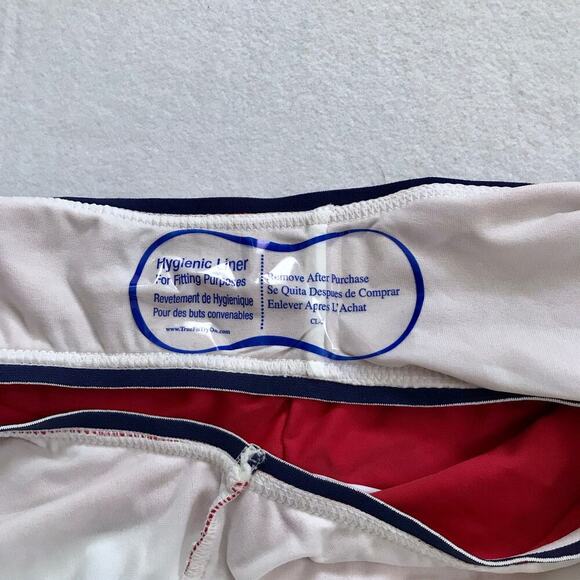 Hygienic Liner
For Fitting Purposes
Revetement de Hygienique
Pour des buts convenables
www.TrueFitTryOn.com
Remove After Purchase
Se Quita Despues de Comprar
Enlever Apres L'Achat